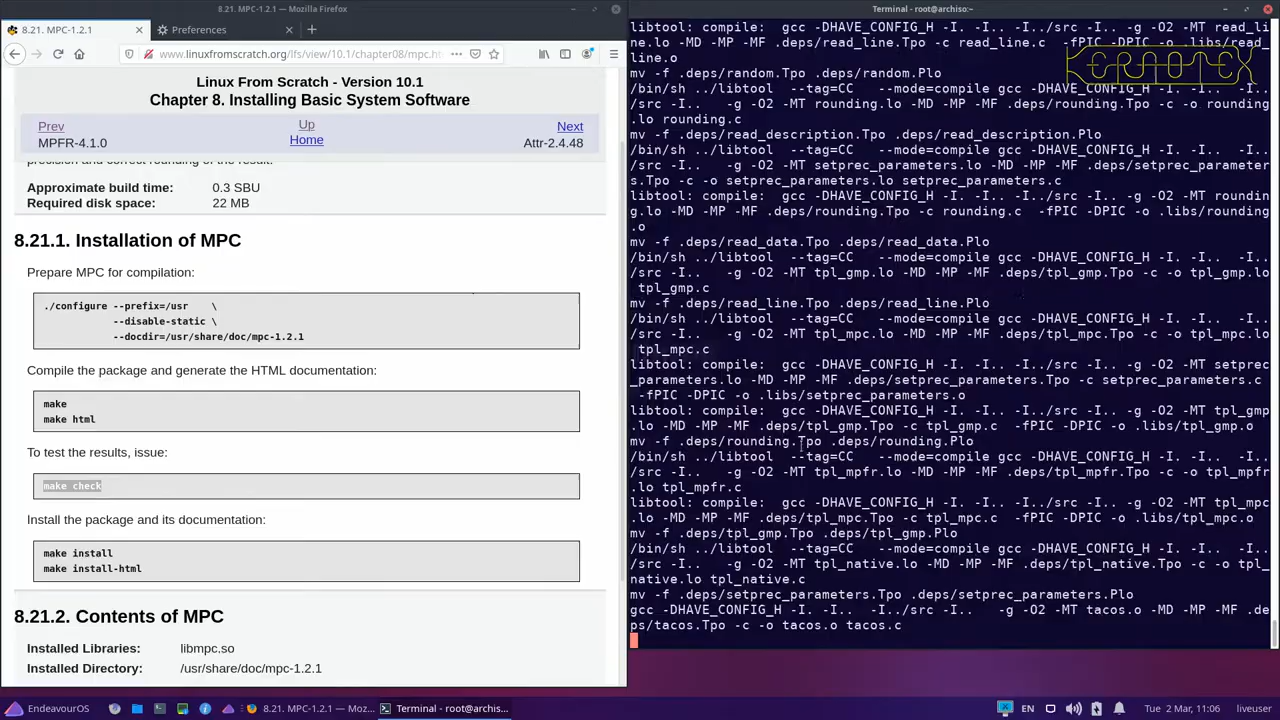 8.21. MPC-1.2.1 — Mozilla Firefox
8.21. MPC-1.2.1
Preferences
www.linuxfromscratch.org/lfs/view/10.1/chapter08/mpc.ht
Linux From Scratch - Version 10.1
Chapter 8. Installing Basic System Software
Prev
Up
Next
MPFR-4.1.0
Home
Attr-2.4.48
precision and correct rounding of the result.
Approximate build time: 0.3 SBU
Required disk space: 22 MB
8.21.1. Installation of MPC
Prepare MPC for compilation:
./configure --prefix=/usr \
--disable-static \
--docdir=/usr/share/doc/mpc-1.2.1
Compile the package and generate the HTML documentation:
make
make html
To test the results, issue:
make check
Install the package and its documentation:
make install
make install-html
8.21.2. Contents of MPC
Installed Libraries: libmpc.so
Installed Directory: /usr/share/doc/mpc-1.2.1
Terminal - root@archiso:~
libtool: compile:  gcc -DHAVE_CONFIG_H -I. -I.. -I../src -I.. -g -O2 -MT read_li
ne.lo -MD -MP -MF .deps/read_line.Tpo -c read_line.c  -fPIC -DPIC -o .libs/read_
line.o
mv -f .deps/random.Tpo .deps/random.Plo
/bin/sh ../libtool  --tag=CC   --mode=compile gcc -DHAVE_CONFIG_H -I. -I..  -I..
/src -I..   -g -O2 -MT rounding.lo -MD -MP -MF .deps/rounding.Tpo -c -o rounding
.lo rounding.c
mv -f .deps/read_description.Tpo .deps/read_description.Plo
/bin/sh ../libtool  --tag=CC   --mode=compile gcc -DHAVE_CONFIG_H -I. -I..  -I..
/src -I..   -g -O2 -MT setprec_parameters.lo -MD -MP -MF .deps/setprec_parameter
s.Tpo -c -o setprec_parameters.lo setprec_parameters.c
libtool: compile:  gcc -DHAVE_CONFIG_H -I. -I.. -I../src -I.. -g -O2 -MT roundin
g.lo -MD -MP -MF .deps/rounding.Tpo -c rounding.c  -fPIC -DPIC -o .libs/rounding
.o
mv -f .deps/read_data.Tpo .deps/read_data.Plo
/bin/sh ../libtool  --tag=CC   --mode=compile gcc -DHAVE_CONFIG_H -I. -I..  -I..
/src -I..   -g -O2 -MT tpl_gmp.lo -MD -MP -MF .deps/tpl_gmp.Tpo -c -o tpl_gmp.lo
tpl_gmp.c
mv -f .deps/read_line.Tpo .deps/read_line.Plo
/bin/sh ../libtool  --tag=CC   --mode=compile gcc -DHAVE_CONFIG_H -I. -I..  -I..
/src -I..   -g -O2 -MT tpl_mpc.lo -MD -MP -MF .deps/tpl_mpc.Tpo -c -o tpl_mpc.lo
tpl_mpc.c
libtool: compile:  gcc -DHAVE_CONFIG_H -I. -I.. -I../src -I.. -g -O2 -MT setprec
_parameters.lo -MD -MP -MF .deps/setprec_parameters.Tpo -c setprec_parameters.c
-fPIC -DPIC -o .libs/setprec_parameters.o
libtool: compile:  gcc -DHAVE_CONFIG_H -I. -I.. -I../src -I.. -g -O2 -MT tpl_gmp
.lo -MD -MP -MF .deps/tpl_gmp.Tpo -c tpl_gmp.c  -fPIC -DPIC -o .libs/tpl_gmp.o
mv -f .deps/rounding.Tpo .deps/rounding.Plo
/bin/sh ../libtool  --tag=CC   --mode=compile gcc -DHAVE_CONFIG_H -I. -I..  -I..
/src -I..   -g -O2 -MT tpl_mpfr.lo -MD -MP -MF .deps/tpl_mpfr.Tpo -c -o tpl_mpfr
.lo tpl_mpfr.c
libtool: compile:  gcc -DHAVE_CONFIG_H -I. -I.. -I../src -I.. -g -O2 -MT tpl_mpc
.lo -MD -MP -MF .deps/tpl_mpc.Tpo -c tpl_mpc.c  -fPIC -DPIC -o .libs/tpl_mpc.o
mv -f .deps/tpl_gmp.Tpo .deps/tpl_gmp.Plo
/bin/sh ../libtool  --tag=CC   --mode=compile gcc -DHAVE_CONFIG_H -I. -I..  -I..
/src -I..   -g -O2 -MT tpl_native.lo -MD -MP -MF .deps/tpl_native.Tpo -c -o tpl_
native.lo tpl_native.c
mv -f .deps/setprec_parameters.Tpo .deps/setprec_parameters.Plo
gcc -DHAVE_CONFIG_H -I. -I..  -I../src -I..   -g -O2 -MT tacos.o -MD -MP -MF .de
ps/tacos.Tpo -c -o tacos.o tacos.c
KERNOTEX
EndeavourOS
8.21. MPC-1.2.1 — Moz...
Terminal - root@archis...
EN
Tue 2 Mar, 11:06
liveuser